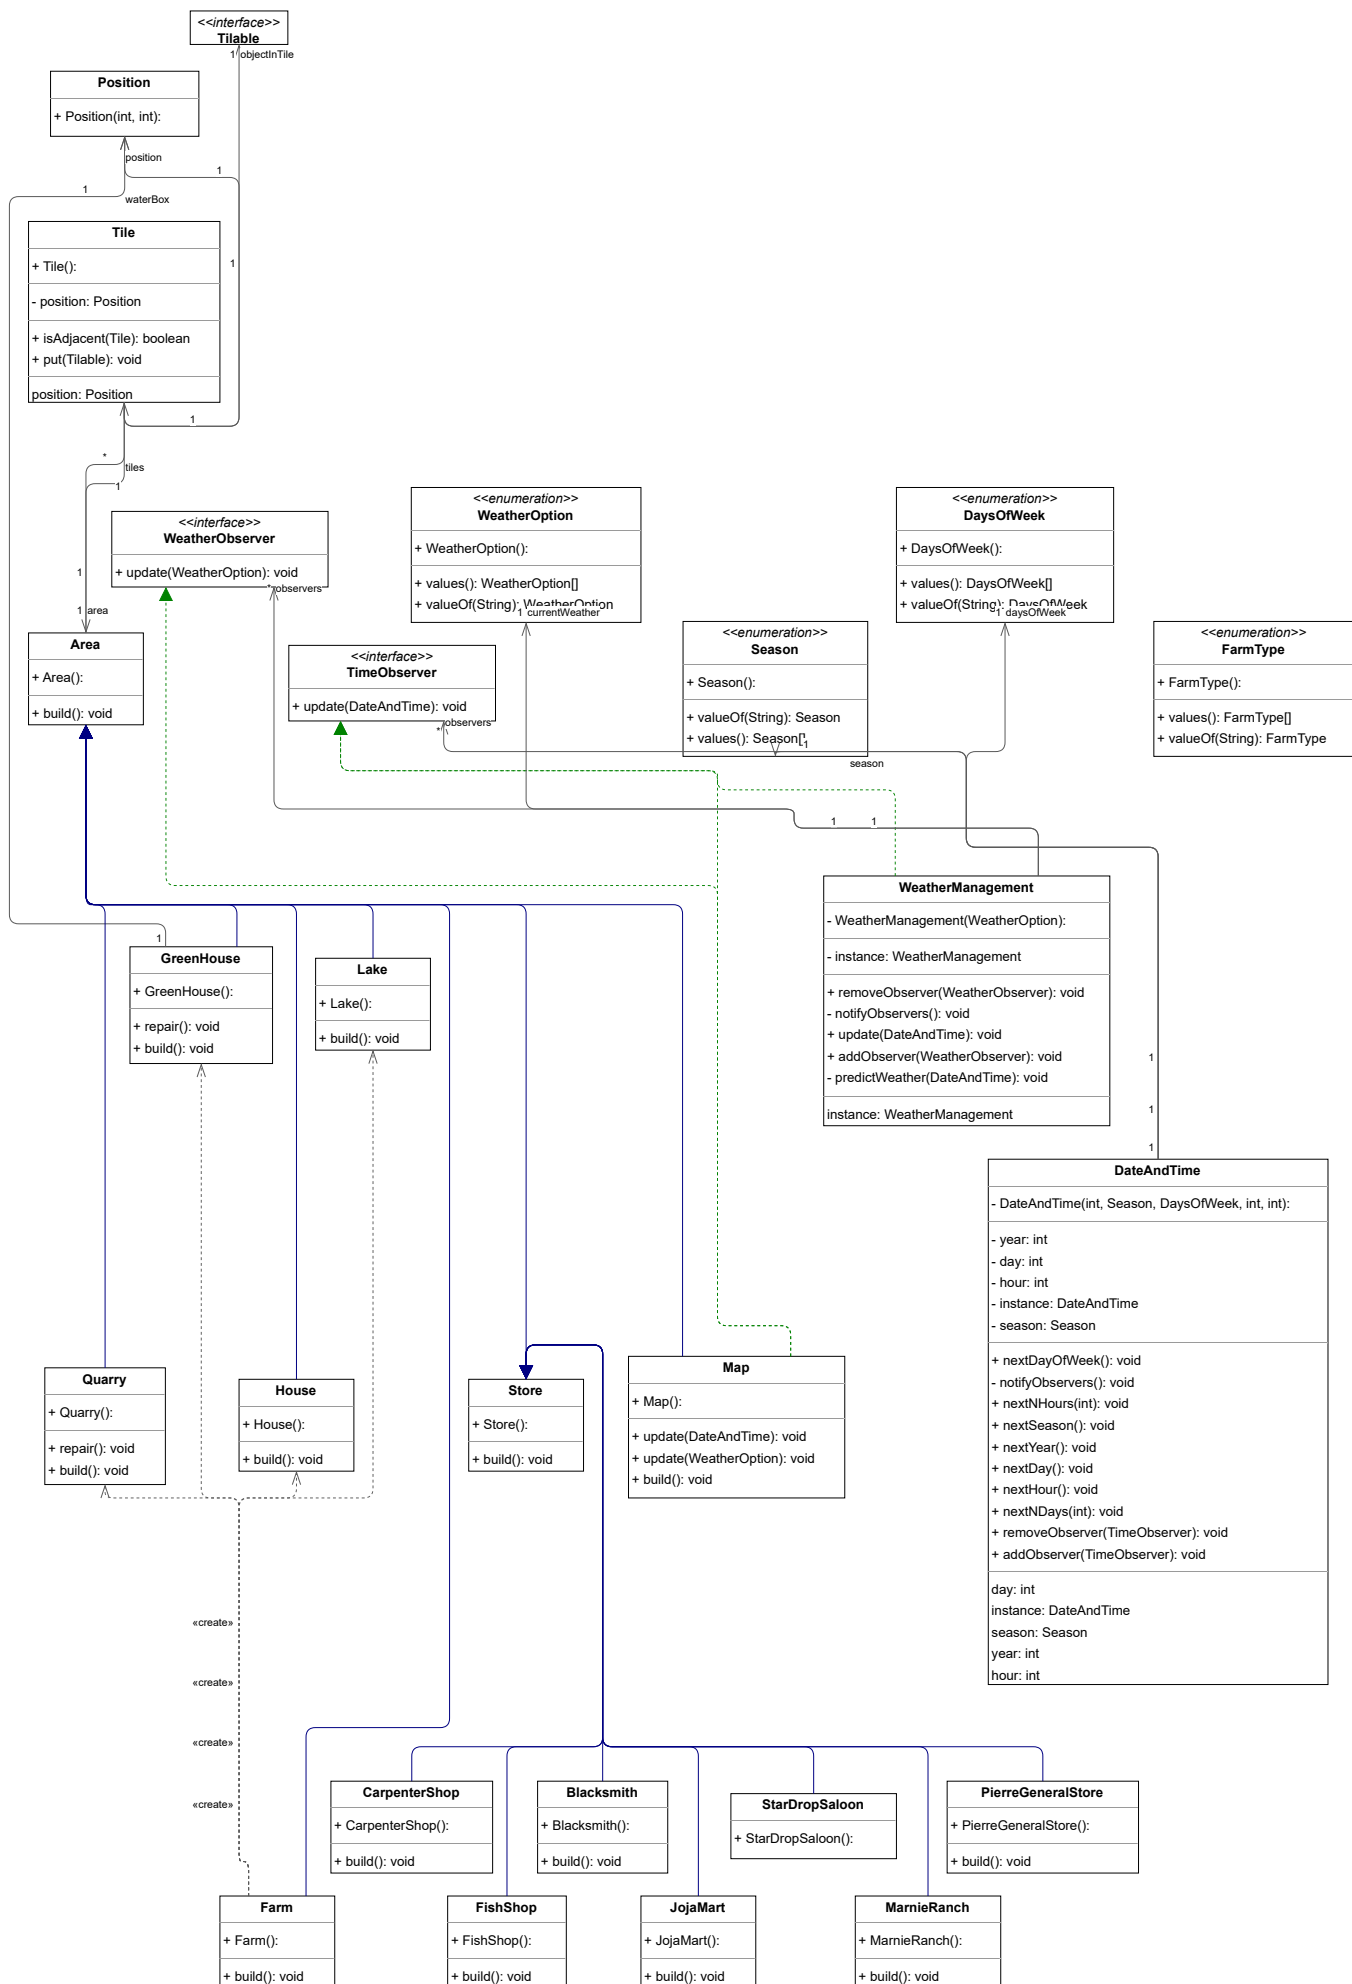 <<interface>>
Tilable
1 objectInTile
Position
+ Position(int, int):
position
1
1
waterBox
Tile
+ Tile():
- position: Position
+ isAdjacent(Tile): boolean
+ put(Tilable): void
position: Position
1
1
*
tiles
1
<<interface>>
WeatherObserver
+ update(WeatherOption): void
* observers
<<enumeration>>
WeatherOption
+ WeatherOption():
+ values(): WeatherOption[]
+ valueOf(String): WeatherOption
1 currentWeather
<<enumeration>>
DaysOfWeek
+ DaysOfWeek():
+ values(): DaysOfWeek[]
+ valueOf(String): DaysOfWeek
1 daysOfWeek
1
1 area
Area
+ Area():
+ build(): void
<<interface>>
TimeObserver
+ update(DateAndTime): void
* observers
<<enumeration>>
Season
+ Season():
+ valueOf(String): Season
+ values(): Season[]
1
season
<<enumeration>>
FarmType
+ FarmType():
+ values(): FarmType[]
+ valueOf(String): FarmType
1
1
WeatherManagement
- WeatherManagement(WeatherOption):
- instance: WeatherManagement
+ removeObserver(WeatherObserver): void
- notifyObservers(): void
+ update(DateAndTime): void
+ addObserver(WeatherObserver): void
- predictWeather(DateAndTime): void
instance: WeatherManagement
1
GreenHouse
+ GreenHouse():
+ repair(): void
+ build(): void
Lake
+ Lake():
+ build(): void
1
1
1
DateAndTime
- DateAndTime(int, Season, DaysOfWeek, int, int):
- year: int
- day: int
- hour: int
- instance: DateAndTime
- season: Season
+ nextDayOfWeek(): void
- notifyObservers(): void
+ nextNHours(int): void
+ nextSeason(): void
+ nextYear(): void
+ nextDay(): void
+ nextHour(): void
+ nextNDays(int): void
+ removeObserver(TimeObserver): void
+ addObserver(TimeObserver): void
day: int
instance: DateAndTime
season: Season
year: int
hour: int
Quarry
+ Quarry():
+ repair(): void
+ build(): void
House
+ House():
+ build(): void
Store
+ Store():
+ build(): void
Map
+ Map():
+ update(DateAndTime): void
+ update(WeatherOption): void
+ build(): void
«create»
«create»
«create»
«create»
CarpenterShop
+ CarpenterShop():
+ build(): void
Blacksmith
+ Blacksmith():
+ build(): void
StarDropSaloon
+ StarDropSaloon():
PierreGeneralStore
+ PierreGeneralStore():
+ build(): void
Farm
+ Farm():
+ build(): void
FishShop
+ FishShop():
+ build(): void
JojaMart
+ JojaMart():
+ build(): void
MarnieRanch
+ MarnieRanch():
+ build(): void